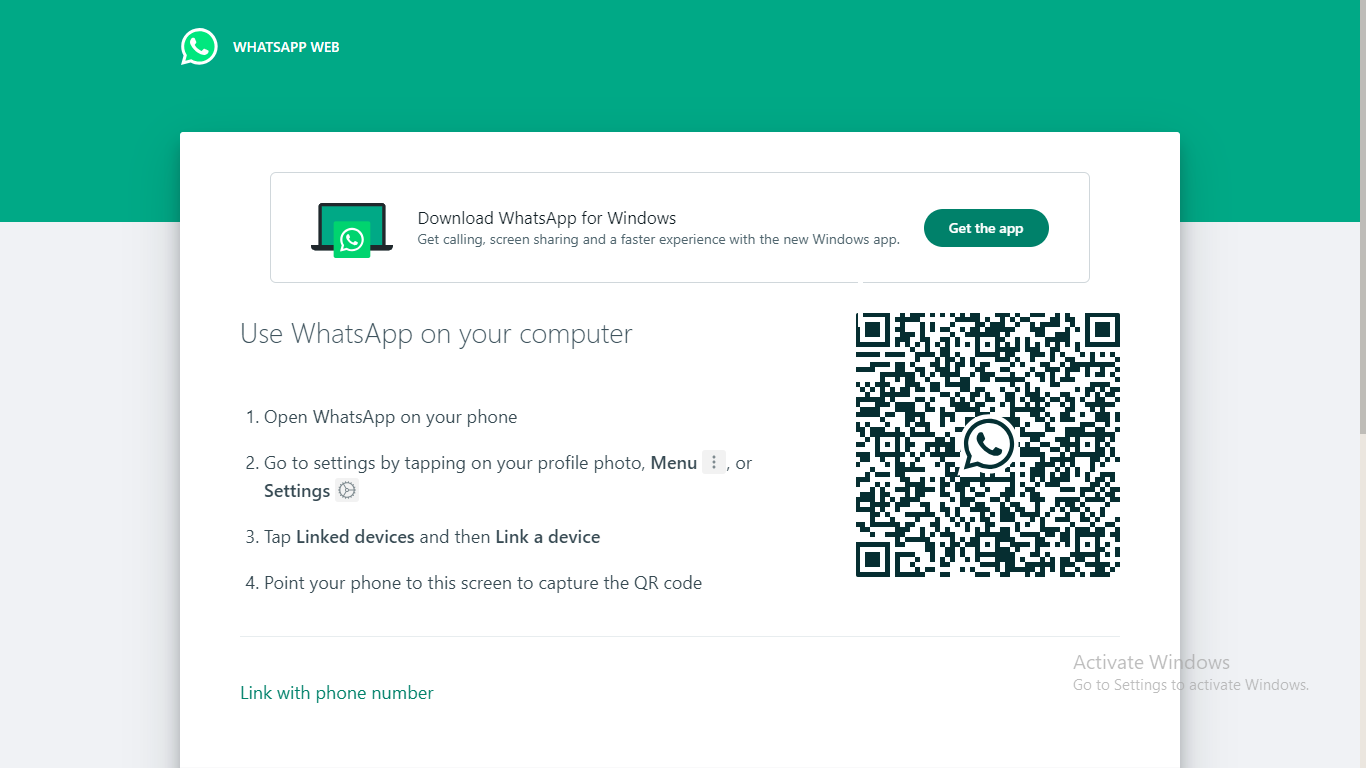 WHATSAPP WEB
Download WhatsApp for Windows
Get calling, screen sharing and a faster experience with the new Windows app.
Get the app
Use WhatsApp on your computer
1. Open WhatsApp on your phone
2. Go to settings by tapping on your profile photo, Menu , or
Settings
3. Tap Linked devices and then Link a device
4. Point your phone to this screen to capture the QR code
Link with phone number
Activate Windows
Go to Settings to activate Windows.